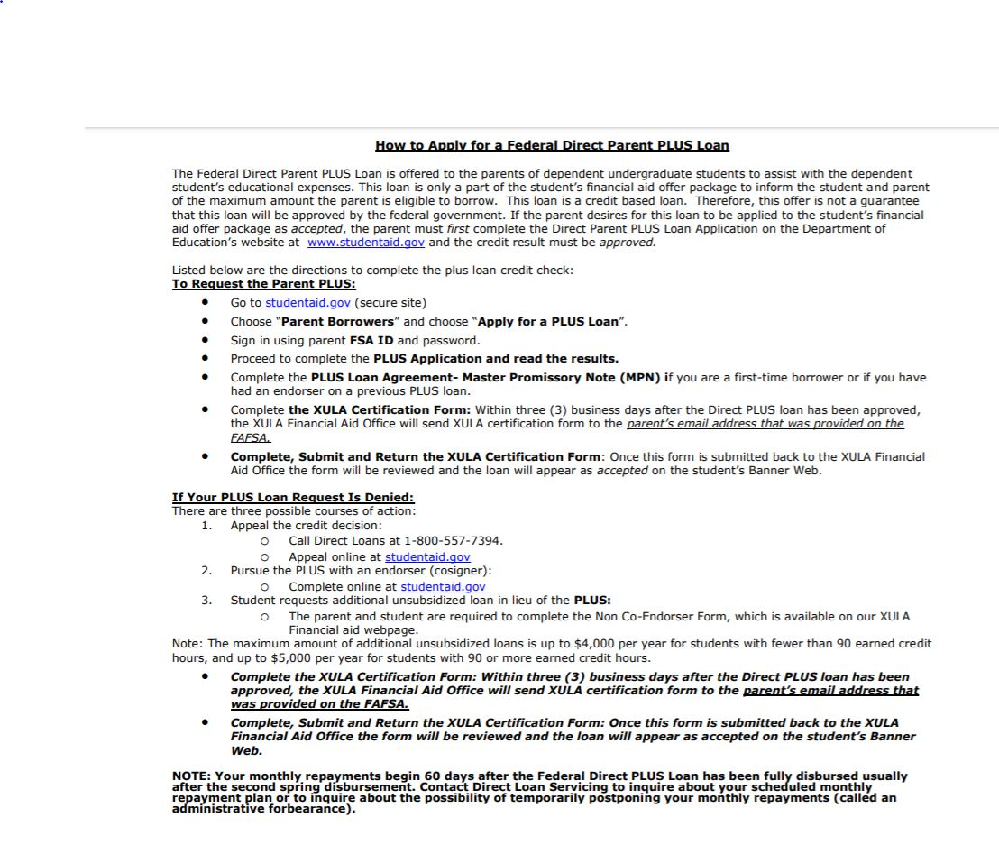 How to Apply for a Federal Direct Parent PLUS Loan
The Federal Direct Parent PLUS Loan is offered to the parents of dependent undergraduate students to assist with the dependent
student's educational expenses. This loan is only a part of the student's financial aid offer package to inform the student and parent
of the maximum amount the parent is eligible to borrow. This loan is a credit based loan. Therefore, this offer is not a guarantee
that this loan will be approved by the federal government. If the parent desires for this loan to be applied to the student's financial
aid offer package as accepted, the parent must first complete the Direct Parent PLUS Loan Application on the Department of
Education's website at www.studentaid.gov and the credit result must be approved.
Listed below are the directions to complete the plus loan credit check:
To Request the Parent PLUS:
● Go to studentaid.gov (secure site)
● Choose "Parent Borrowers" and choose "Apply for a PLUS Loan".
● Sign in using parent FSA ID and password.
● Proceed to complete the PLUS Application and read the results.
● Complete the PLUS Loan Agreement- Master Promissory Note (MPN) if you are a first-time borrower or if you have
had an endorser on a previous PLUS loan.
● Complete the XULA Certification Form: Within three (3) business days after the Direct PLUS loan has been approved,
the XULA Financial Aid Office will send XULA certification form to the parent's email address that was provided on the
FAFSA.
● Complete, Submit and Return the XULA Certification Form: Once this form is submitted back to the XULA Financial
Aid Office the form will be reviewed and the loan will appear as accepted on the student's Banner Web.
If Your PLUS Loan Request Is Denied:
There are three possible courses of action:
1. Appeal the credit decision:
○ Call Direct Loans at 1-800-557-7394.
○ Appeal online at studentaid.gov
2. Pursue the PLUS with an endorser (cosigner):
○ Complete online at studentaid.gov
3. Student requests additional unsubsidized loan in lieu of the PLUS:
○ The parent and student are required to complete the Non Co-Endorser Form, which is available on our XULA
Financial aid webpage.
Note: The maximum amount of additional unsubsidized loans is up to $4,000 per year for students with fewer than 90 earned credit
hours, and up to $5,000 per year for students with 90 or more earned credit hours.
● Complete the XULA Certification Form: Within three (3) business days after the Direct PLUS loan has been
approved, the XULA Financial Aid Office will send XULA certification form to the parent's email address that
was provided on the FAFSA.
● Complete, Submit and Return the XULA Certification Form: Once this form is submitted back to the XULA
Financial Aid Office the form will be reviewed and the loan will appear as accepted on the student's Banner
Web.
NOTE: Your monthly repayments begin 60 days after the Federal Direct PLUS Loan has been fully disbursed usually
after the second spring disbursement. Contact Direct Loan Servicing to inquire about your scheduled monthly
repayment plan or to inquire about the possibility of temporarily postponing your monthly repayments (called an
administrative forbearance).